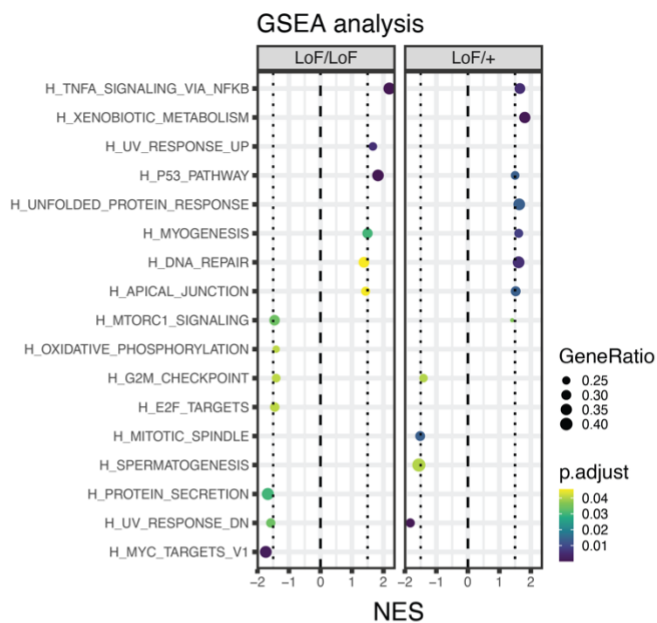 GSEA analysis
LoF/LoF LoF/+
H_TNFA_SIGNALING_VIA_NFKB
H_XENOBIOTIC_METABOLISM
H_UV_RESPONSE_UP
H_P53_PATHWAY
H_UNFOLDED_PROTEIN_RESPONSE
H_MYOGENESIS
H_DNA_REPAIR
H_APICAL_JUNCTION
H_MTORC1_SIGNALING
H_OXIDATIVE_PHOSPHORYLATION
H_G2M_CHECKPOINT
H_E2F_TARGETS
H_MITOTIC_SPINDLE
H_SPERMATOGENESIS
H_PROTEIN_SECRETION
H_UV_RESPONSE_DN
H_MYC_TARGETS_V1
−2 −1 0 1 2 −2 −1 0 1 2
NES
GeneRatio
0.25
0.30
0.35
0.40
p.adjust
0.04
0.03
0.02
0.01